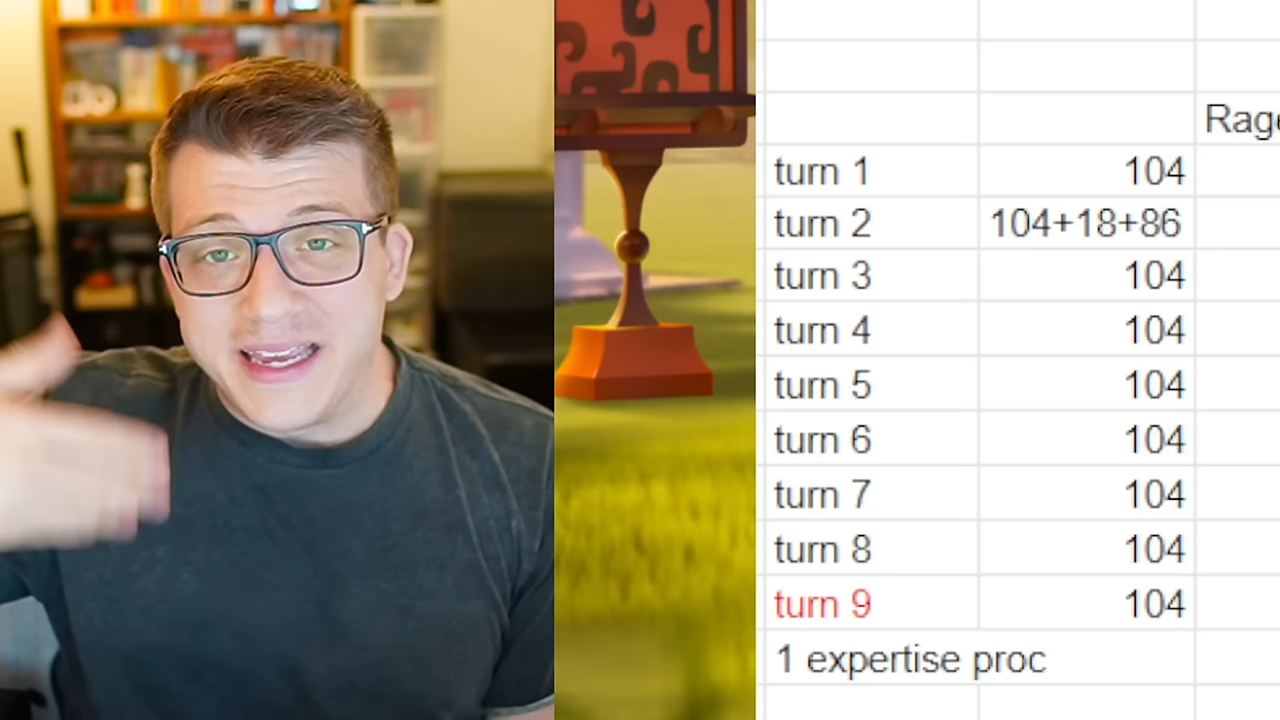 Rage
turn 1 104
turn 2 104+18+86
turn 3 104
turn 4 104
turn 5 104
turn 6 104
turn 7 104
turn 8 104
turn 9 104
1 expertise proc